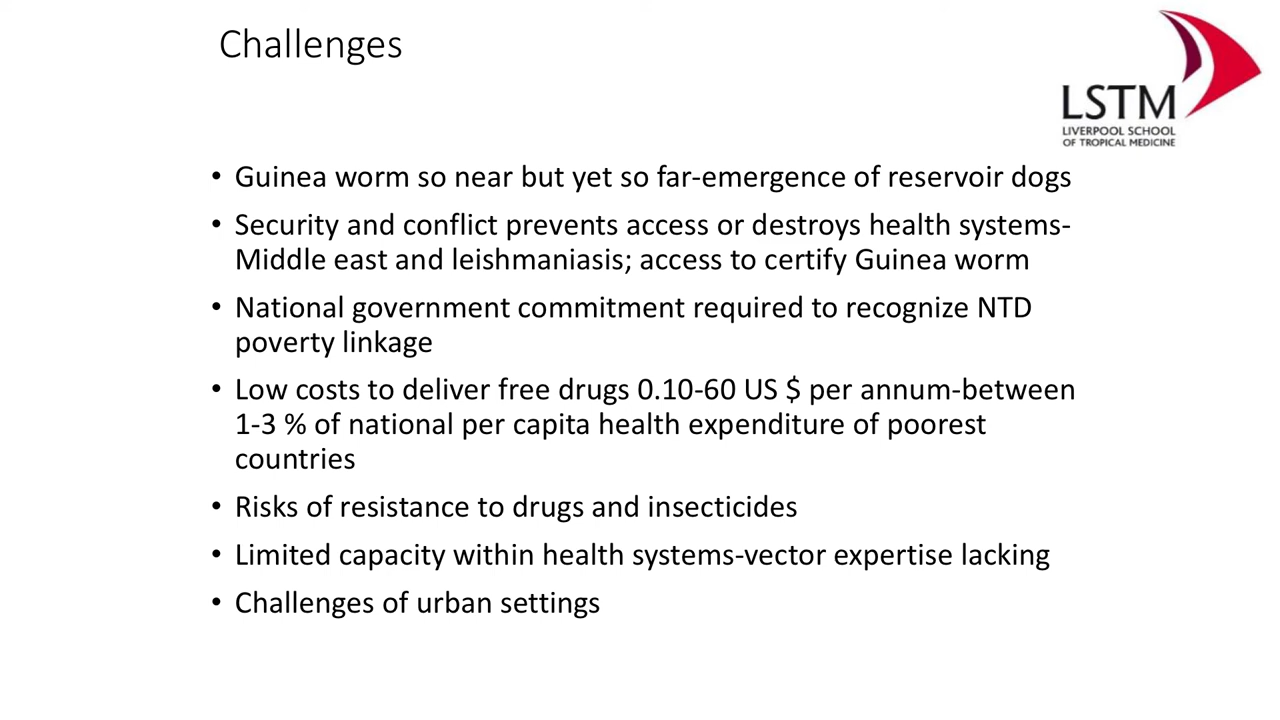 Challenges
LSTM
LIVERPOOL SCHOOL
OF TROPICAL MEDICINE
• Guinea worm so near but yet so far-emergence of reservoir dogs
• Security and conflict prevents access or destroys health systems-
Middle east and leishmaniasis; access to certify Guinea worm
• National government commitment required to recognize NTD
poverty linkage
• Low costs to deliver free drugs 0.10-60 US $ per annum-between
1-3 % of national per capita health expenditure of poorest
countries
• Risks of resistance to drugs and insecticides
• Limited capacity within health systems-vector expertise lacking
• Challenges of urban settings